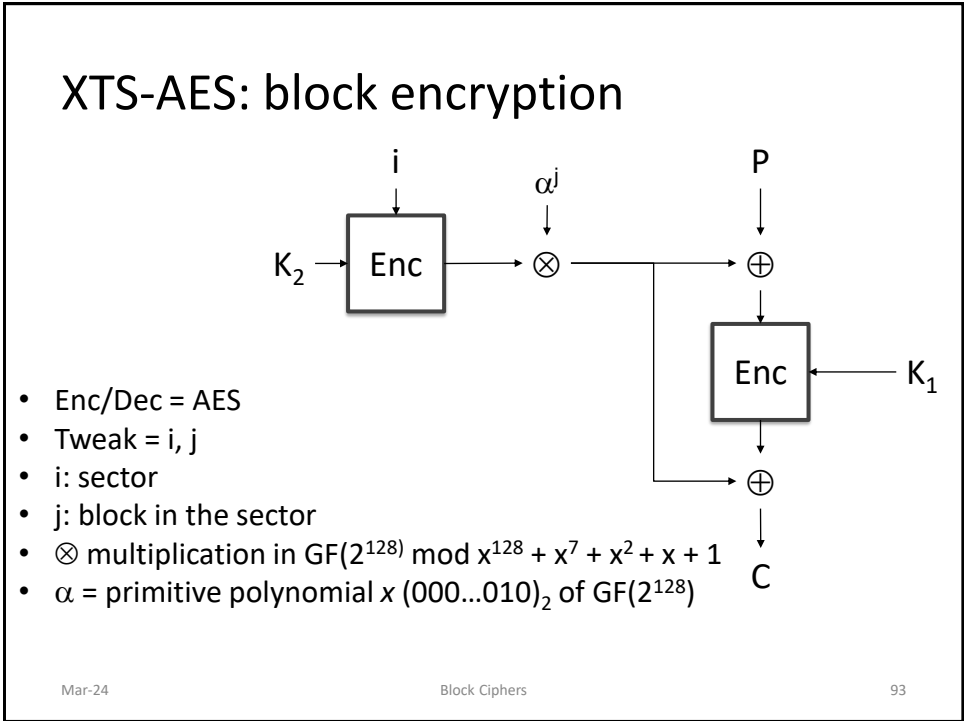 XTS-AES: block encryption
i
αʲ
P
K₂
Enc
⊗
⊕
Enc
K₁
⊕
C
• Enc/Dec = AES
• Tweak = i, j
• i: sector
• j: block in the sector
• ⊗ multiplication in GF(2¹²⁸⁾ mod x¹²⁸ + x⁷ + x² + x + 1
• α = primitive polynomial x (000…010)₂ of GF(2¹²⁸)
Mar-24
Block Ciphers
93